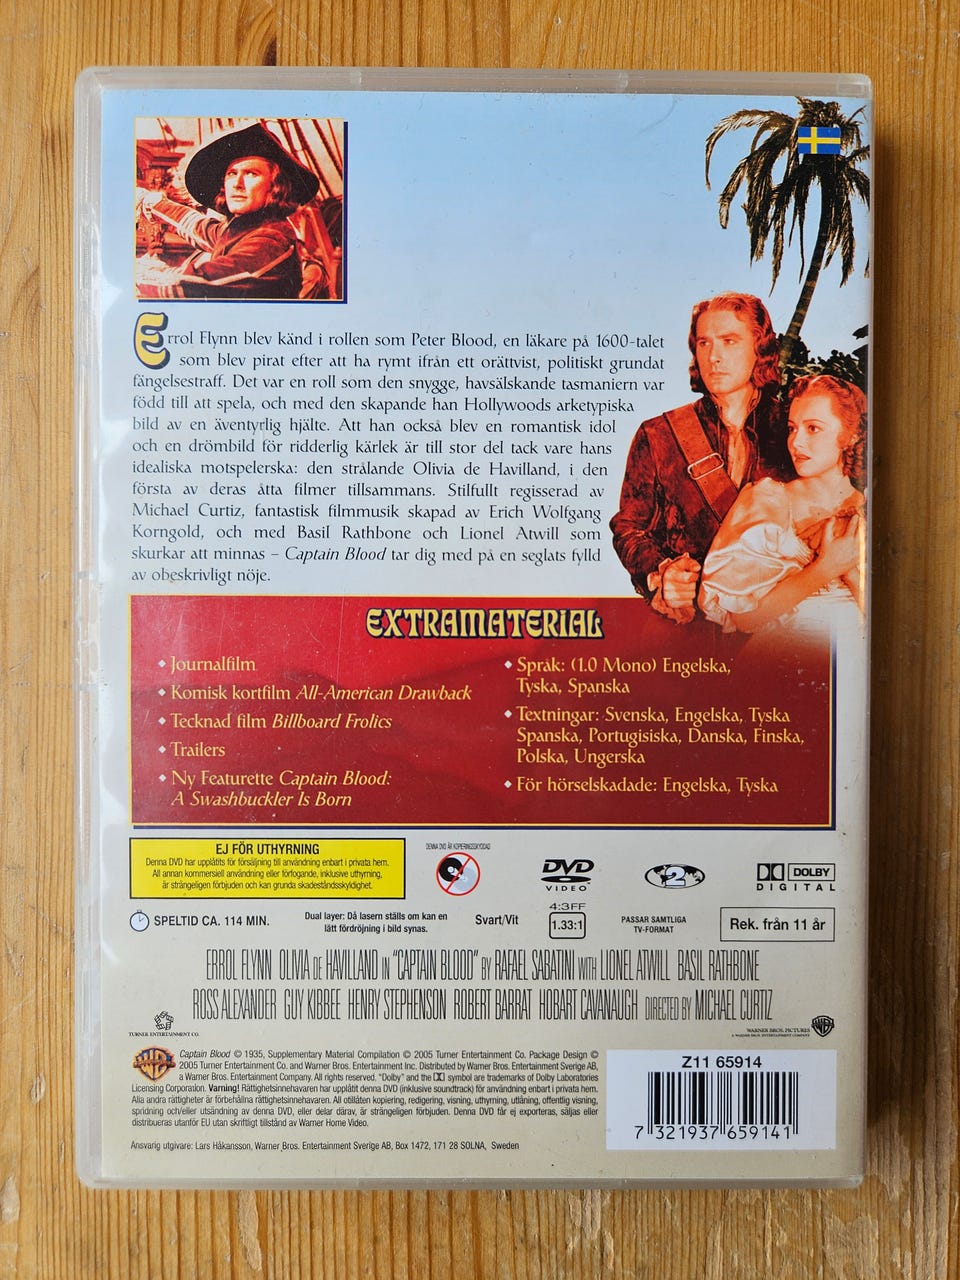 Errol Flynn blev känd i rollen som Peter Blood, en läkare på 1600-talet
som blev pirat efter att ha rymt ifrån ett orättvist, politiskt grundat
fängelsestraff. Det var en roll som den snygge, havsälskande tasmaniern var
född till att spela, och med den skapande han Hollywoods arketypiska
bild av en äventyrlig hjälte. Att han också blev en romantisk idol
och en drömbild för ridderlig kärlek är till stor del tack vare hans
idealiska motspelerska: den strålande Olivia de Havilland, i den
första av deras åtta filmer tillsammans. Stilfullt regisserad av
Michael Curtiz, fantastisk filmmusik skapad av Erich Wolfgang
Korngold, och med Basil Rathbone och Lionel Atwill som
skurkar att minnas – Captain Blood tar dig med på en seglats fylld
av obeskrivligt nöje.
EXTRAMATERIAL
• Journalfilm
• Komisk kortfilm All-American Drawback
• Tecknad film Billboard Frolics
• Trailers
• Ny Featurette Captain Blood:
A Swashbuckler Is Born
• Språk: (1.0 Mono) Engelska,
Tyska, Spanska
• Textningar: Svenska, Engelska, Tyska
Spanska, Portugisiska, Danska, Finska,
Polska, Ungerska
• För hörselskadade: Engelska, Tyska
EJ FÖR UTHYRNING
Denna DVD har upplåtits för försäljning till användning enbart i privata hem.
All annan kommersiell användning eller förfogande, inklusive uthyrning,
är strängeligen förbjuden och kan grunda skadeståndsskyldighet.
DENNA DVD ÄR KOPIERINGSSKYDDAD
DVD
VIDEO
2
DOLBY
DIGITAL
SPELTID CA. 114 MIN.
Dual layer: Då lasern ställs om kan en
lätt fördröjning i bild synas.
Svart/Vit
4:3FF
1.33:1
PASSAR SAMTLIGA
TV-FORMAT
Rek. från 11 år
ERROL FLYNN OLIVIA DE HAVILLAND IN "CAPTAIN BLOOD" BY RAFAEL SABATINI WITH LIONEL ATWILL BASIL RATHBONE
ROSS ALEXANDER GUY KIBBEE HENRY STEPHENSON ROBERT BARRAT HOBART CAVANAUGH DIRECTED BY MICHAEL CURTIZ
TURNER ENTERTAINMENT CO.
WARNER BROS. PICTURES
A WARNER BROS. ENTERTAINMENT COMPANY
Captain Blood © 1935, Supplementary Material Compilation © 2005 Turner Entertainment Co. Package Design ©
2005 Turner Entertainment Co. and Warner Bros. Entertainment Inc. Distributed by Warner Bros. Entertainment Sverige AB,
a Warner Bros. Entertainment Company. All rights reserved. "Dolby" and the DD symbol are trademarks of Dolby Laboratories
Licensing Corporation. Varning! Rättighetsinnehavaren har upplåtit denna DVD (inklusive soundtrack) för användning enbart i privata hem.
Alla andra rättigheter är förbehållna rättighetsinnehavaren. All otillåten kopiering, redigering, visning, uthyrning, utlåning, offentlig visning,
spridning och/eller utsändning av denna DVD, eller delar därav, är strängeligen förbjuden. Denna DVD får ej exporteras, säljas eller
distribueras utanför EU utan skriftligt tillstånd av Warner Home Video.
Ansvarig utgivare: Lars Håkansson, Warner Bros. Entertainment Sverige AB, Box 1472, 171 28 SOLNA, Sweden
Z11 65914
7 321937 659141